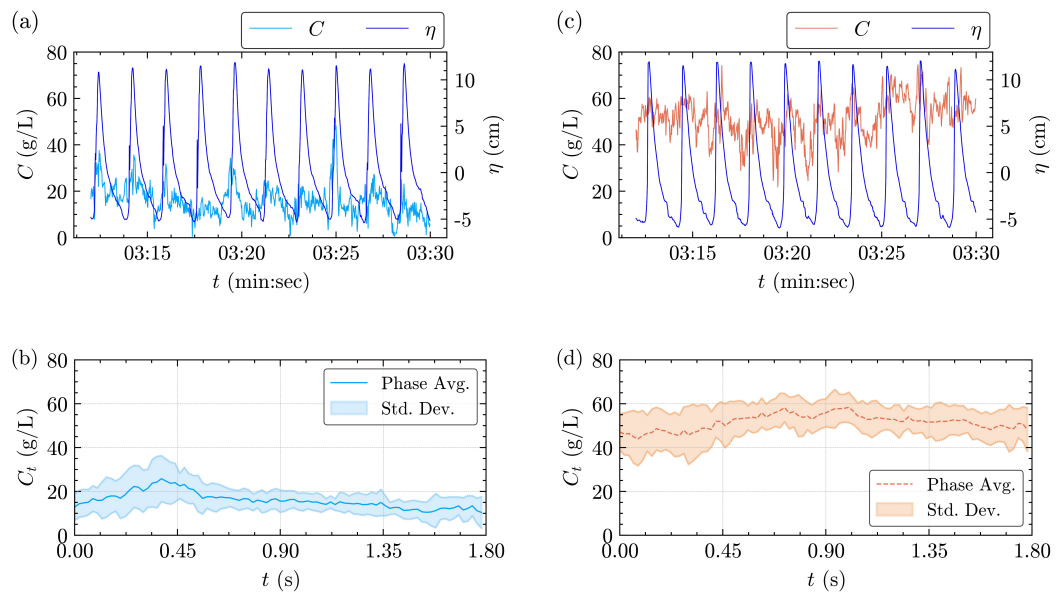 (a)
C η
80
60
40
20
0
C (g/L)
10
5
0
-5
η (cm)
03:15 03:20 03:25 03:30
t (min:sec)
(c)
C η
80
60
40
20
0
C (g/L)
10
5
0
-5
η (cm)
03:15 03:20 03:25 03:30
t (min:sec)
(b)
80
60
40
20
0
C_t (g/L)
Phase Avg.
Std. Dev.
0.00 0.45 0.90 1.35 1.80
t (s)
(d)
80
60
40
20
0
C_t (g/L)
Phase Avg.
Std. Dev.
0.00 0.45 0.90 1.35 1.80
t (s)